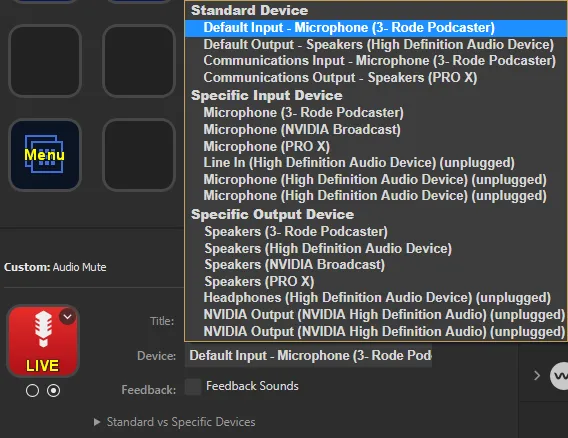 Standard Device
Default Input - Microphone (3- Rode Podcaster)
Default Output - Speakers (High Definition Audio Device)
Communications Input - Microphone (3- Rode Podcaster)
Communications Output - Speakers (PRO X)
Specific Input Device
Microphone (3- Rode Podcaster)
Microphone (NVIDIA Broadcast)
Microphone (PRO X)
Line In (High Definition Audio Device) (unplugged)
Microphone (High Definition Audio Device) (unplugged)
Microphone (High Definition Audio Device) (unplugged)
Specific Output Device
Speakers (3- Rode Podcaster)
Speakers (High Definition Audio Device)
Speakers (NVIDIA Broadcast)
Speakers (PRO X)
Headphones (High Definition Audio Device) (unplugged)
NVIDIA Output (NVIDIA High Definition Audio) (unplugged)
NVIDIA Output (NVIDIA High Definition Audio) (unplugged)
Menu
Custom: Audio Mute
LIVE
Title:
Device: Default Input - Microphone (3- Rode Pod
Feedback: Feedback Sounds
Standard vs Specific Devices